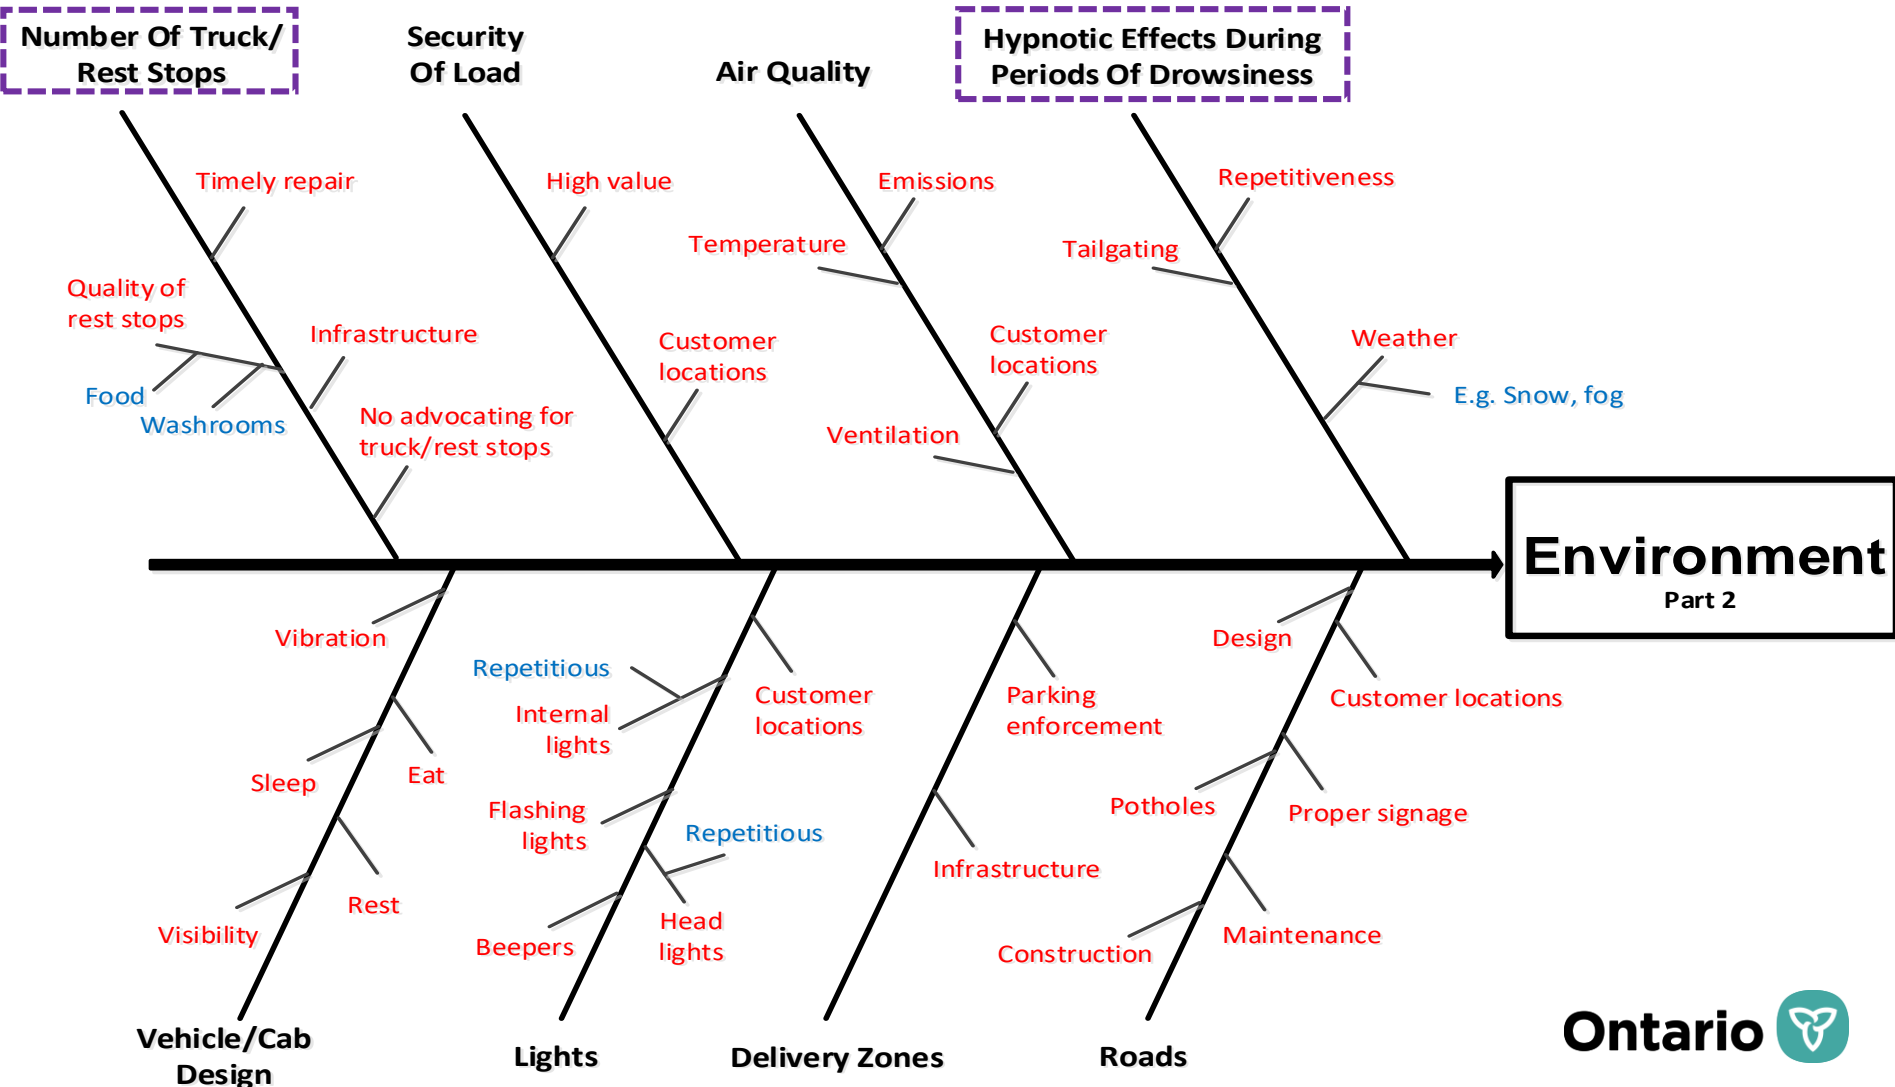 Number Of Truck/
Rest Stops
Security
Of Load
Air Quality
Hypnotic Effects During
Periods Of Drowsiness
Timely repair
High value
Emissions
Repetitiveness
Temperature
Tailgating
Quality of
rest stops
Infrastructure
Customer
locations
Customer
locations
Weather
Food
Washrooms
E.g. Snow, fog
No advocating for
truck/rest stops
Ventilation
Environment
Part 2
Vibration
Design
Repetitious
Internal
lights
Customer
locations
Parking
enforcement
Customer locations
Sleep
Eat
Flashing
lights
Repetitious
Potholes
Proper signage
Infrastructure
Visibility
Rest
Beepers
Head
lights
Construction
Maintenance
Vehicle/Cab
Design
Lights
Delivery Zones
Roads
Ontario